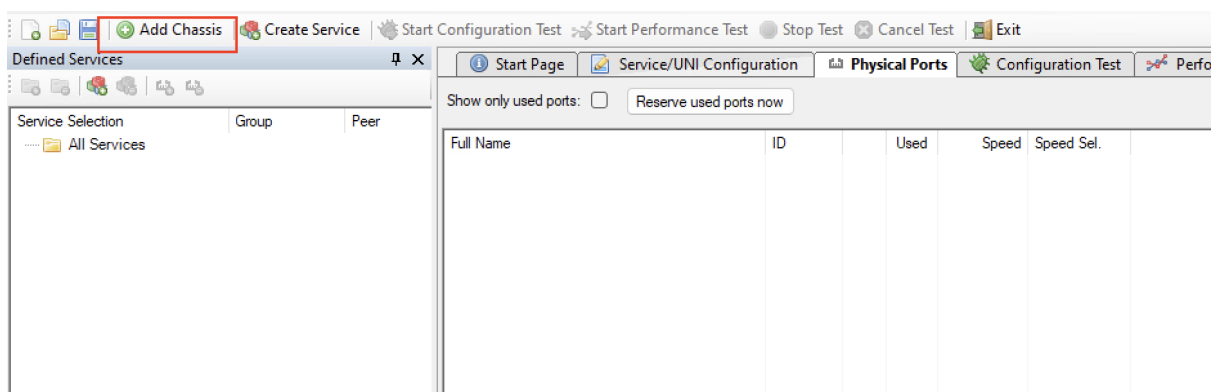 Add Chassis Create Service Start Configuration Test Start Performance Test Stop Test Cancel Test Exit
Defined Services
Start Page Service/UNI Configuration Physical Ports Configuration Test Perfo
Show only used ports: Reserve used ports now
Service Selection Group Peer
All Services
Full Name ID Used Speed Speed Sel.